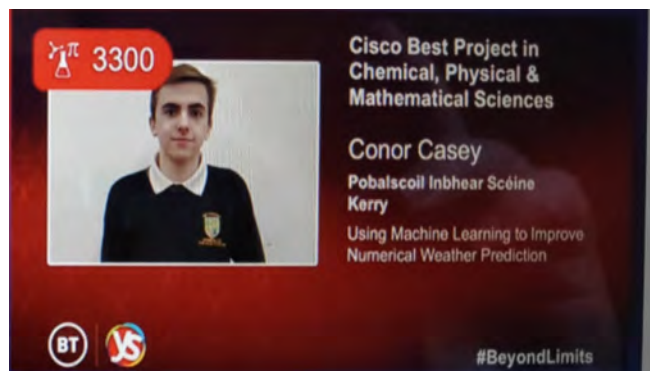 3300
Cisco Best Project in
Chemical, Physical &
Mathematical Sciences
Conor Casey
Pobalscoil Inbhear Scéine
Kerry
Using Machine Learning to Improve
Numerical Weather Prediction
BT
YS
#BeyondLimits